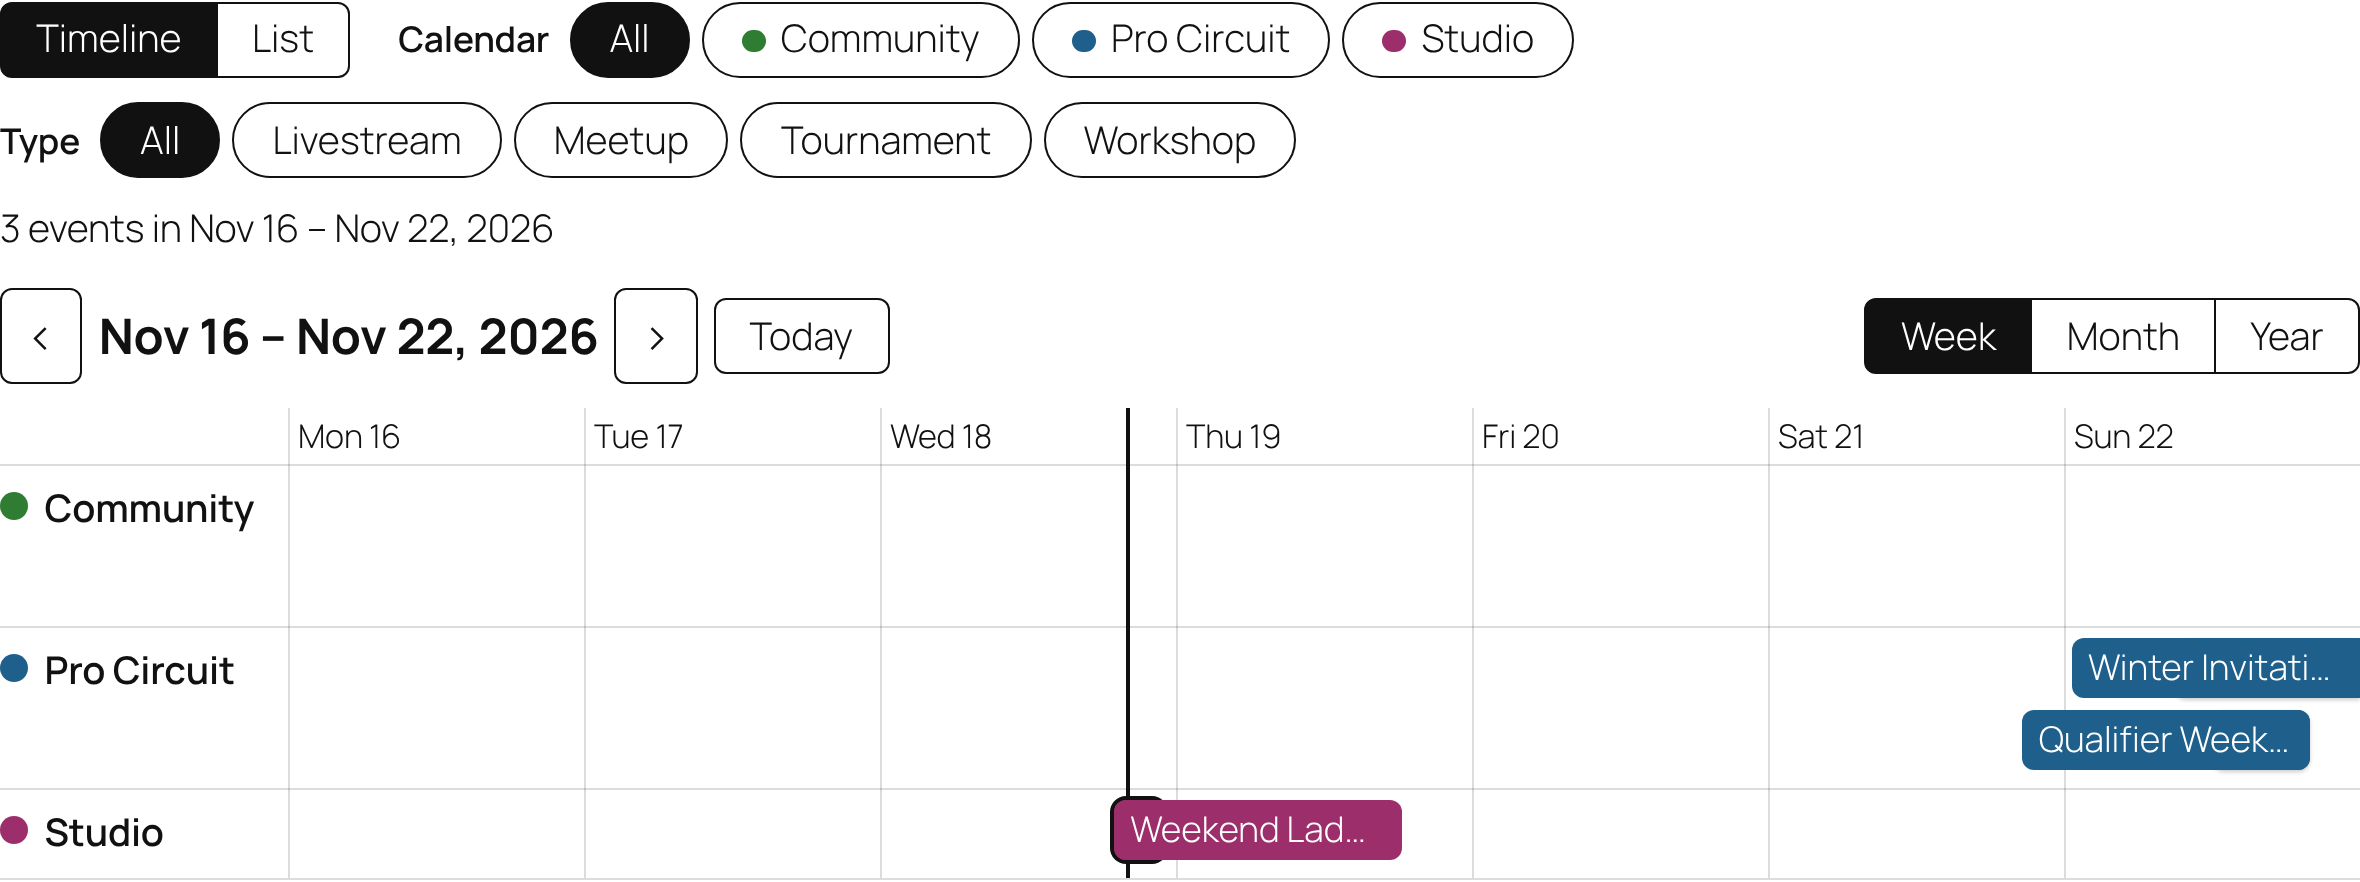 Timeline List Calendar All Community Pro Circuit Studio
Type All Livestream Meetup Tournament Workshop
3 events in Nov 16 – Nov 22, 2026
Nov 16 – Nov 22, 2026 Today Week Month Year
Mon 16 Tue 17 Wed 18 Thu 19 Fri 20 Sat 21 Sun 22
Community
Pro Circuit Winter Invitati...
Qualifier Week...
Studio Weekend Lad...